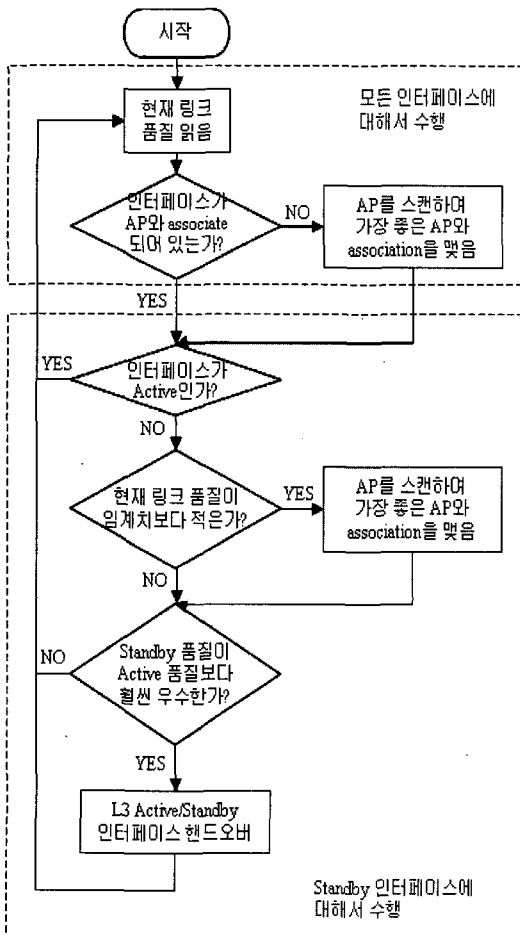 시작
현재 링크
품질 읽음
모든 인터페이스에
대해서 수행
인터페이스가
AP와 associate
되어 있는가?
NO
AP를 스캔하여
가장 좋은 AP와
association을 맺음
YES
YES
인터페이스가
Active인가?
NO
현재 링크 품질이
임계치보다 적은가?
YES
AP를 스캔하여
가장 좋은 AP와
association을 맺음
NO
NO
Standby 품질이
Active 품질보다
훨씬 우수한가?
YES
L3 Active/Standby
인터페이스 핸드오버
Standby 인터페이스에
대해서 수행